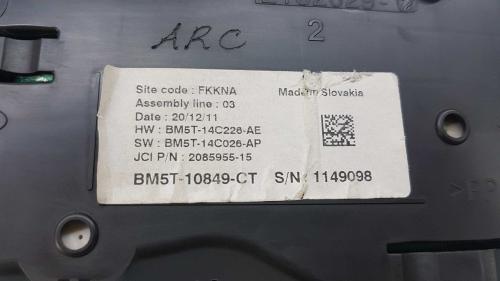 ARC
2
Site code : FKKNA
Made in Slovakia
Assembly line : 03
Date : 20/12/11
HW : BM5T-14C226-AE
SW : BM5T-14C026-AP
JCI P/N : 2085955-15
BM5T-10849-CT S/N : 1149098